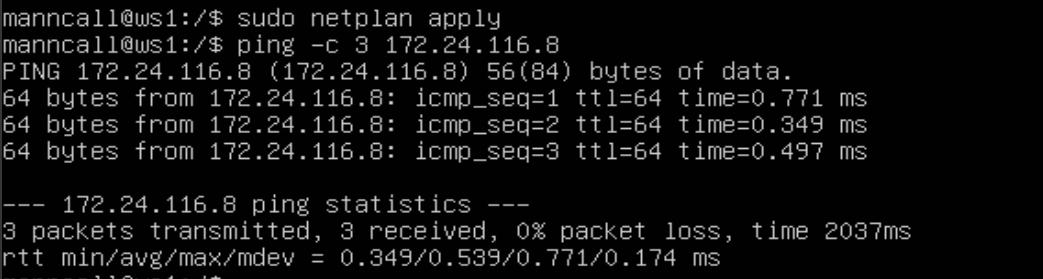 manncall@ws1:/$ sudo netplan apply
manncall@ws1:/$ ping -c 3 172.24.116.8
PING 172.24.116.8 (172.24.116.8) 56(84) bytes of data.
64 bytes from 172.24.116.8: icmp_seq=1 ttl=64 time=0.771 ms
64 bytes from 172.24.116.8: icmp_seq=2 ttl=64 time=0.349 ms
64 bytes from 172.24.116.8: icmp_seq=3 ttl=64 time=0.497 ms

--- 172.24.116.8 ping statistics ---
3 packets transmitted, 3 received, 0% packet loss, time 2037ms
rtt min/avg/max/mdev = 0.349/0.539/0.771/0.174 ms